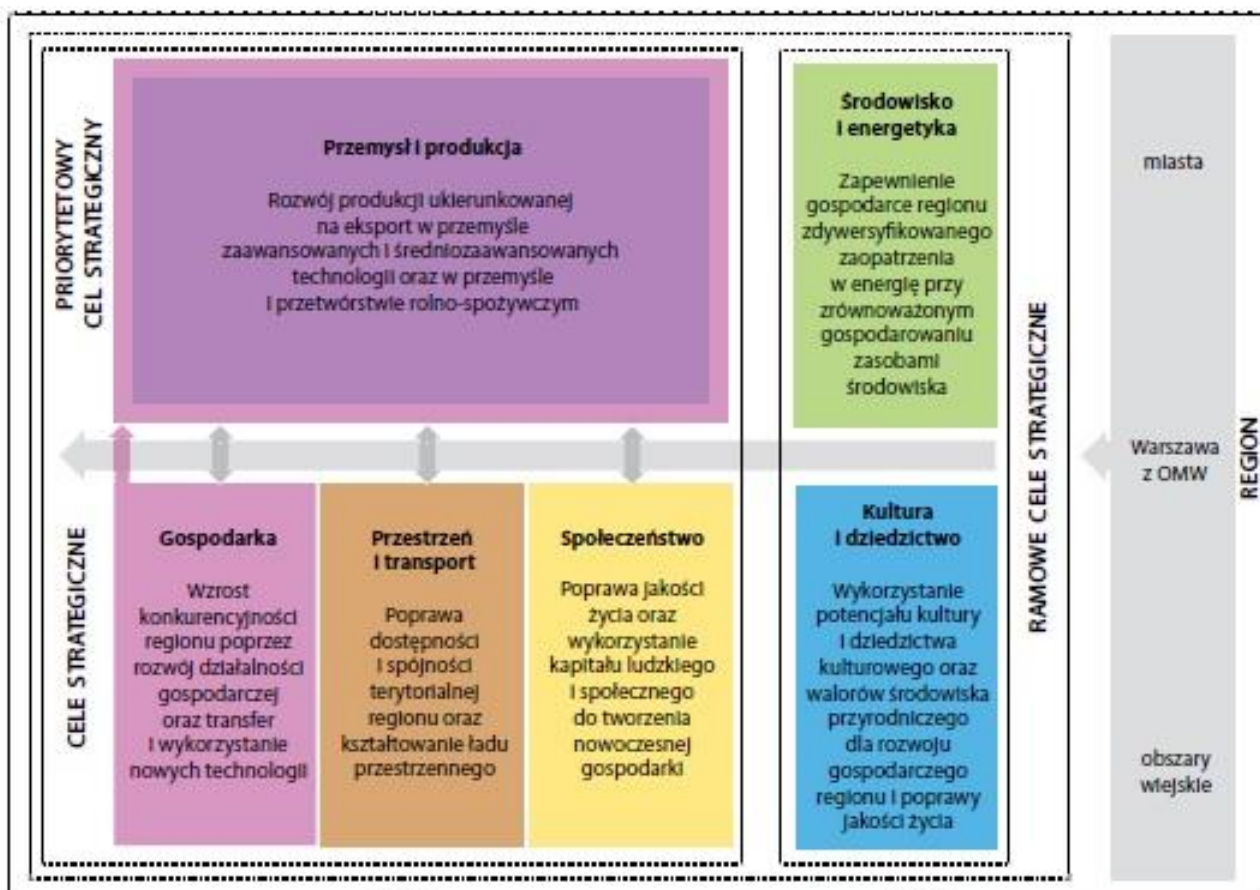 PRIORYTETOWY
CEL STRATEGICZNY
Przemysł i produkcja
Rozwój produkcji ukierunkowanej
na eksport w przemyśle
zaawansowanych i średniozaawansowanych
technologii oraz w przemyśle
i przetwórstwie rolno-spożywczym
Środowisko
i energetyka
Zapewnienie
gospodarce regionu
zdywersyfikowanego
zaopatrzenia
w energię przy
zrównoważonym
gospodarowaniu
zasobami
środowiska
CELE STRATEGICZNE
Gospodarka
Wzrost
konkurencyjności
regionu poprzez
rozwój działalności
gospodarczej
oraz transfer
i wykorzystanie
nowych technologii
Przestrzeń
i transport
Poprawa
dostępności
i spójności
terytorialnej
regionu oraz
kształtowanie ładu
przestrzennego
Społeczeństwo
Poprawa jakości
życia oraz
wykorzystanie
kapitału ludzkiego
i społecznego
do tworzenia
nowoczesnej
gospodarki
Kultura
i dziedzictwo
Wykorzystanie
potencjału kultury
i dziedzictwa
kulturowego oraz
walorów środowiska
przyrodniczego
dla rozwoju
gospodarczego
regionu i poprawy
jakości życia
RAMOWE CELE STRATEGICZNE
miasta
Warszawa
z OMW
obszary
wiejskie
REGION